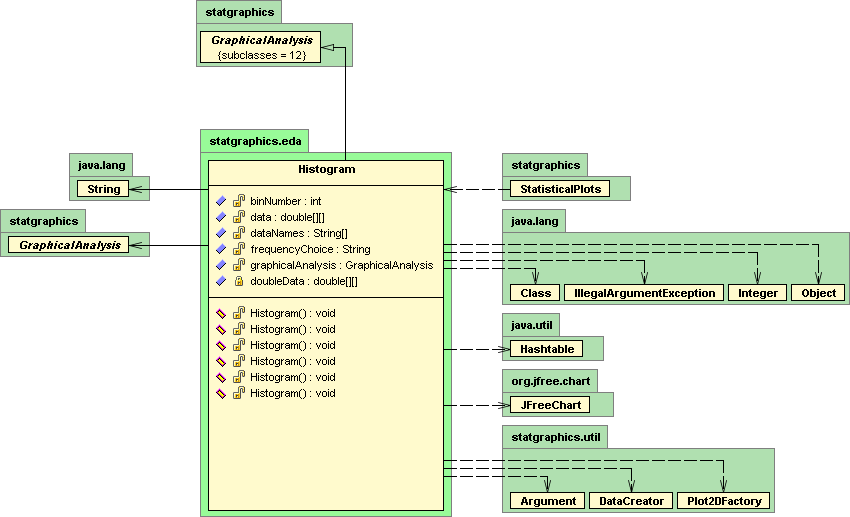 statgraphics
GraphicalAnalysis
{subclasses = 12}
statgraphics.eda
Histogram
java.lang
String
statgraphics
GraphicalAnalysis
binNumber : int
data : double[][]
dataNames : String[]
frequencyChoice : String
graphicalAnalysis : GraphicalAnalysis
doubleData : double[][]
Histogram() : void
Histogram() : void
Histogram() : void
Histogram() : void
Histogram() : void
Histogram() : void
statgraphics
StatisticalPlots
java.lang
Class
IllegalArgumentException
Integer
Object
java.util
Hashtable
org.jfree.chart
JFreeChart
statgraphics.util
Argument
DataCreator
Plot2DFactory